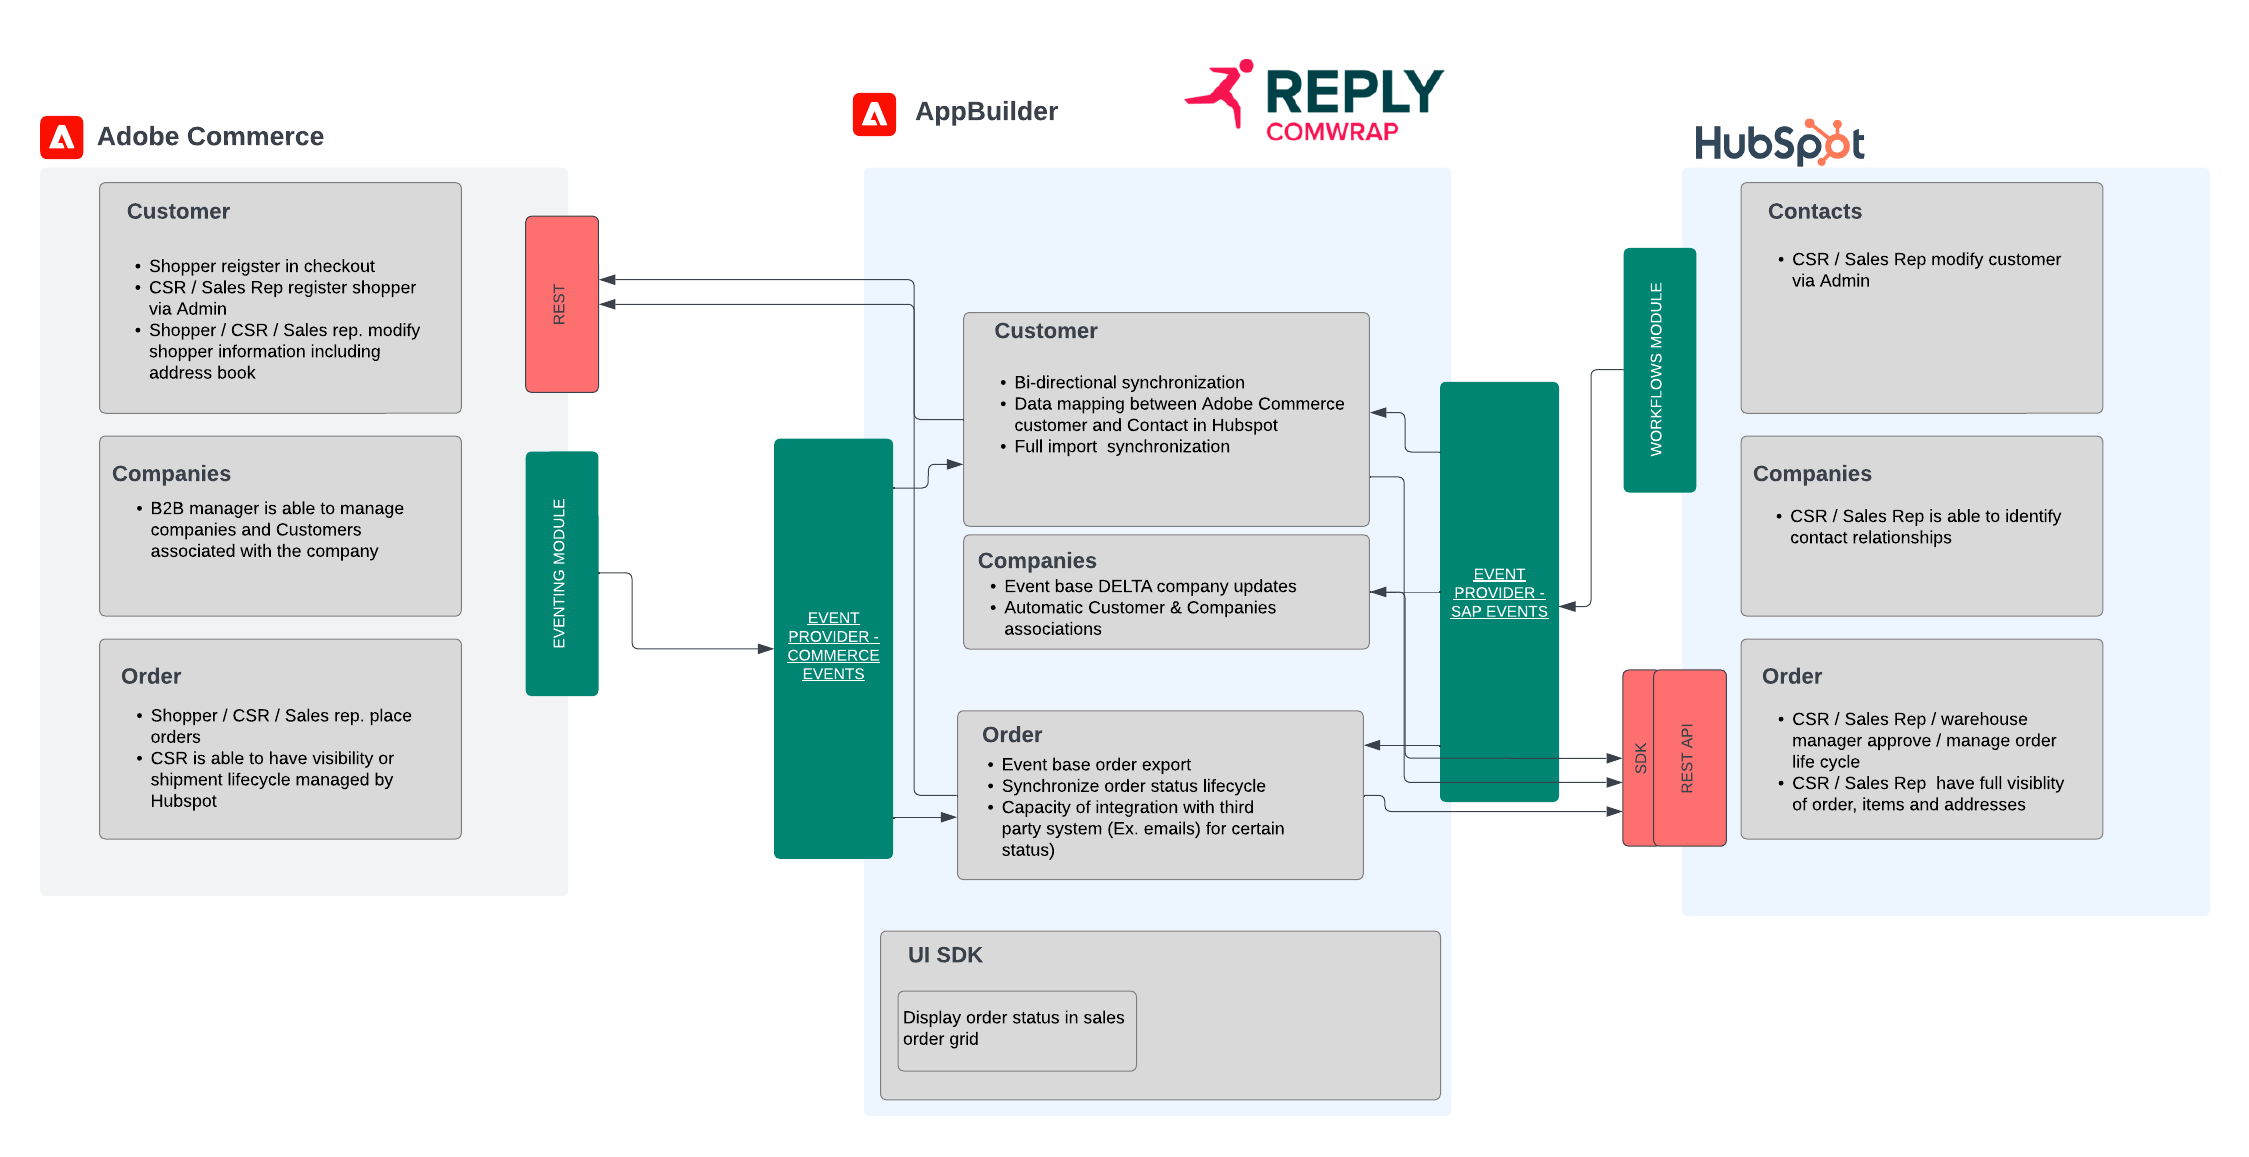 Adobe Commerce
Customer
• Shopper reigster in checkout
• CSR / Sales Rep register shopper
via Admin
• Shopper / CSR / Sales rep. modify
shopper information including
address book
Companies
• B2B manager is able to manage
companies and Customers
associated with the company
Order
• Shopper / CSR / Sales rep. place
orders
• CSR is able to have visibility or
shipment lifecycle managed by
Hubspot
REST
EVENTING MODULE
EVENT
PROVIDER -
COMMERCE
EVENTS
AppBuilder
REPLY
COMWRAP
Customer
• Bi-directional synchronization
• Data mapping between Adobe Commerce
customer and Contact in Hubspot
• Full import  synchronization
Companies
• Event base DELTA company updates
• Automatic Customer & Companies
associations
Order
• Event base order export
• Synchronize order status lifecycle
• Capacity of integration with third
party system (Ex. emails) for certain
status)
UI SDK
Display order status in sales
order grid
EVENT
PROVIDER -
SAP EVENTS
WORKFLOWS MODULE
SDK
REST API
HubSpot
Contacts
• CSR / Sales Rep modify customer
via Admin
Companies
• CSR / Sales Rep is able to identify
contact relationships
Order
• CSR / Sales Rep / warehouse
manager approve / manage order
life cycle
• CSR / Sales Rep  have full visiblity
of order, items and addresses